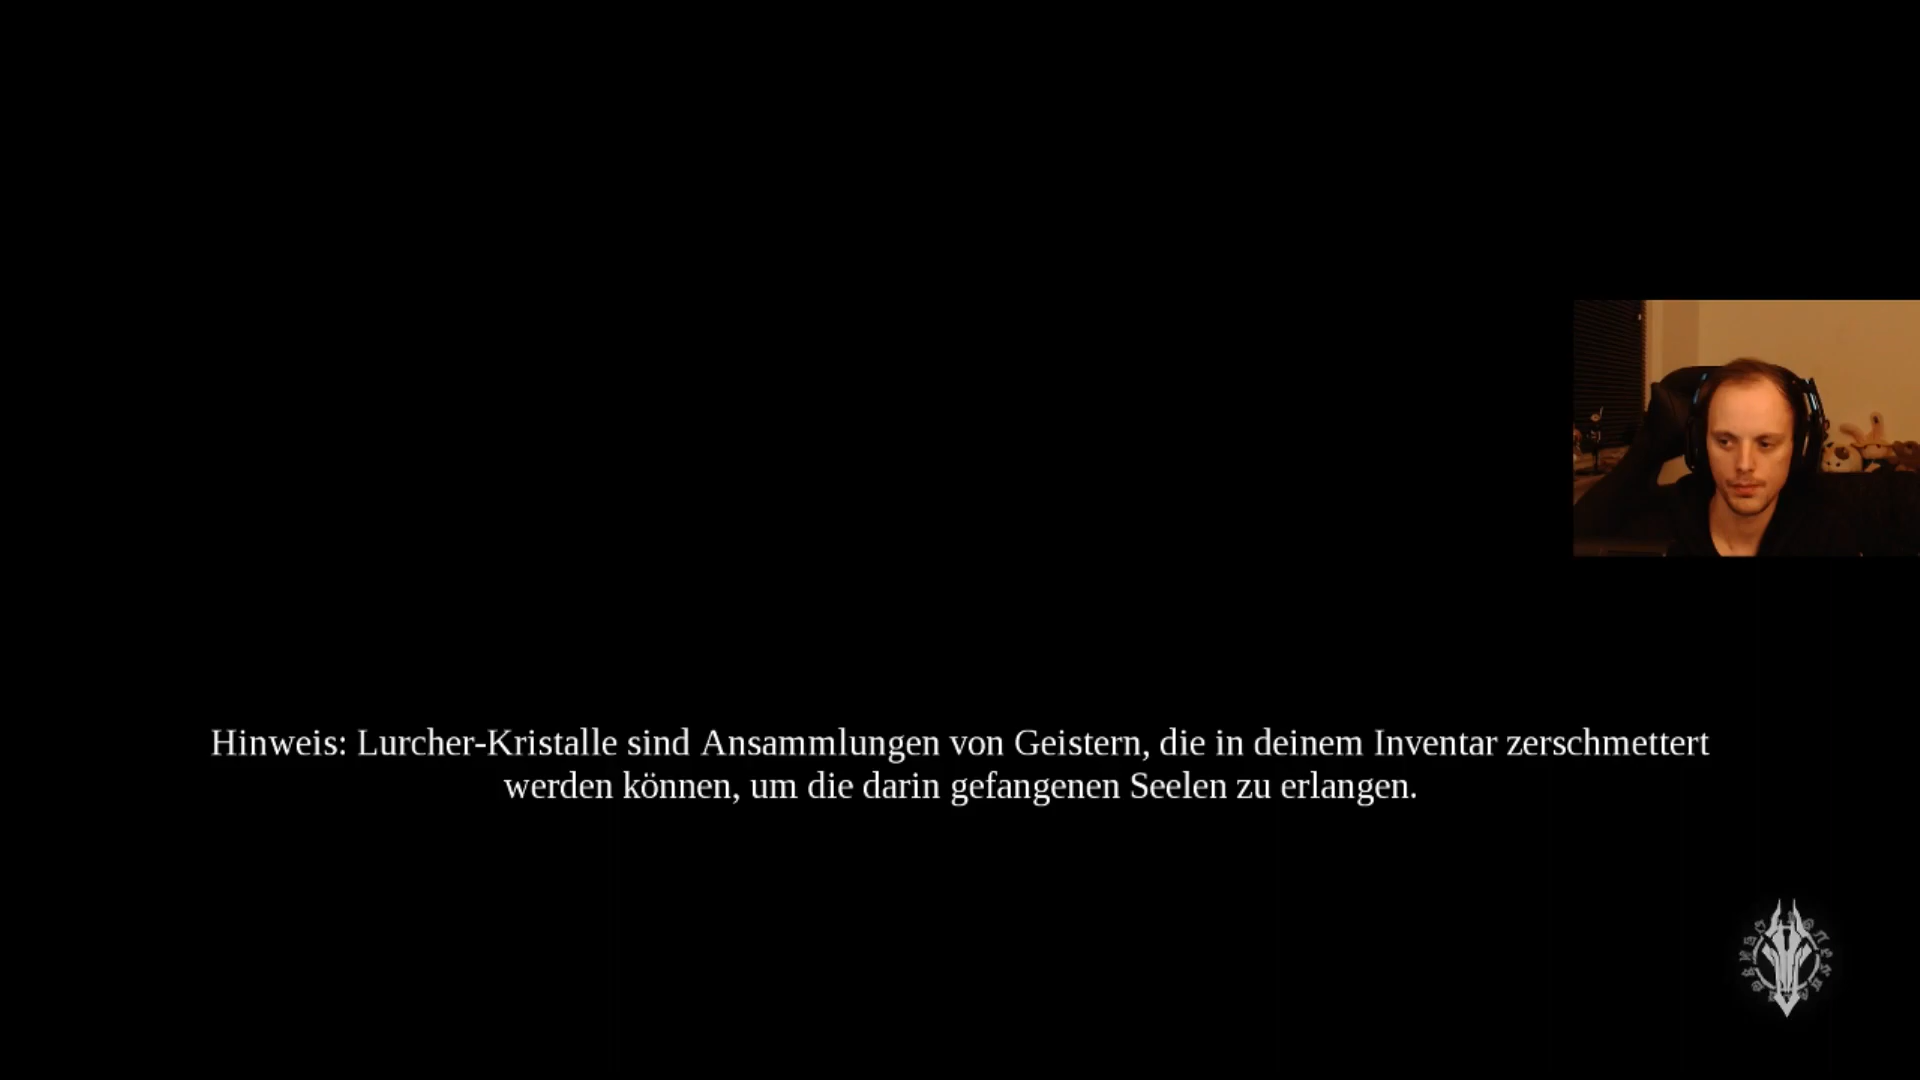 Hinweis: Lurcher-Kristalle sind Ansammlungen von Geistern, die in deinem Inventar zerschmettert
werden können, um die darin gefangenen Seelen zu erlangen.